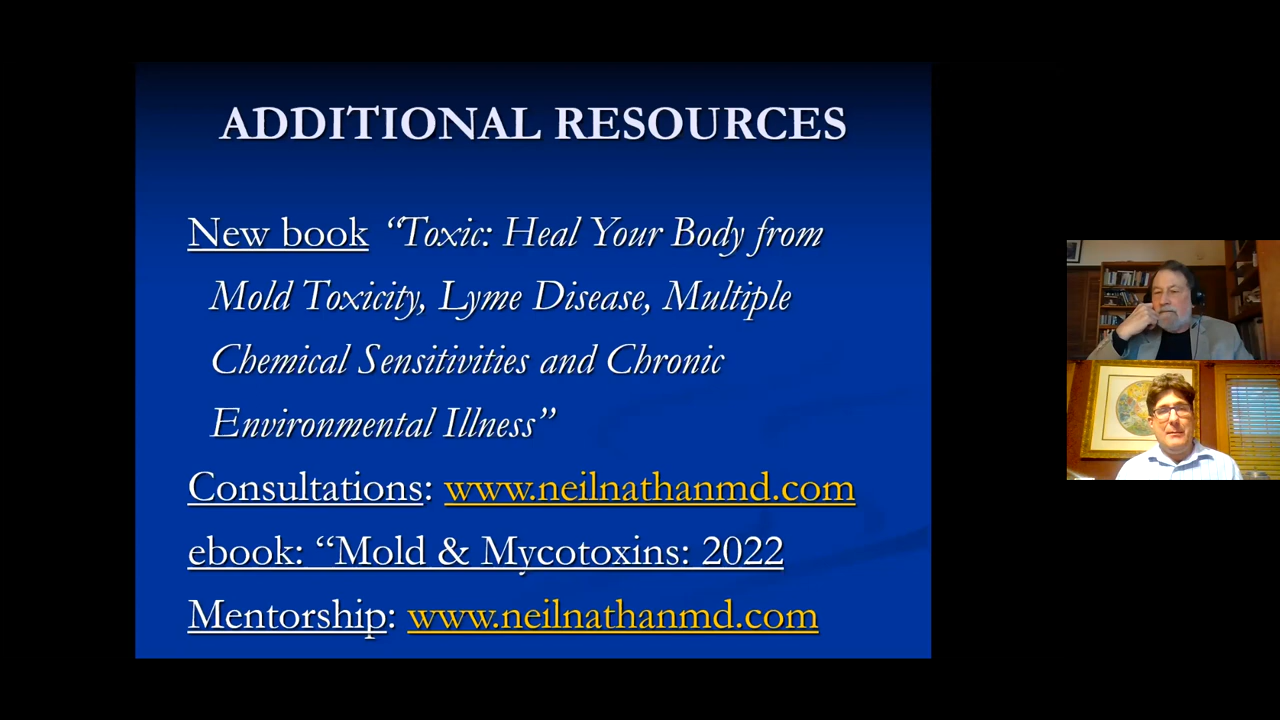 ADDITIONAL RESOURCES
New book “Toxic: Heal Your Body from
Mold Toxicity, Lyme Disease, Multiple
Chemical Sensitivities and Chronic
Environmental Illness”
Consultations: www.neilnathanmd.com
ebook: “Mold & Mycotoxins: 2022
Mentorship: www.neilnathanmd.com